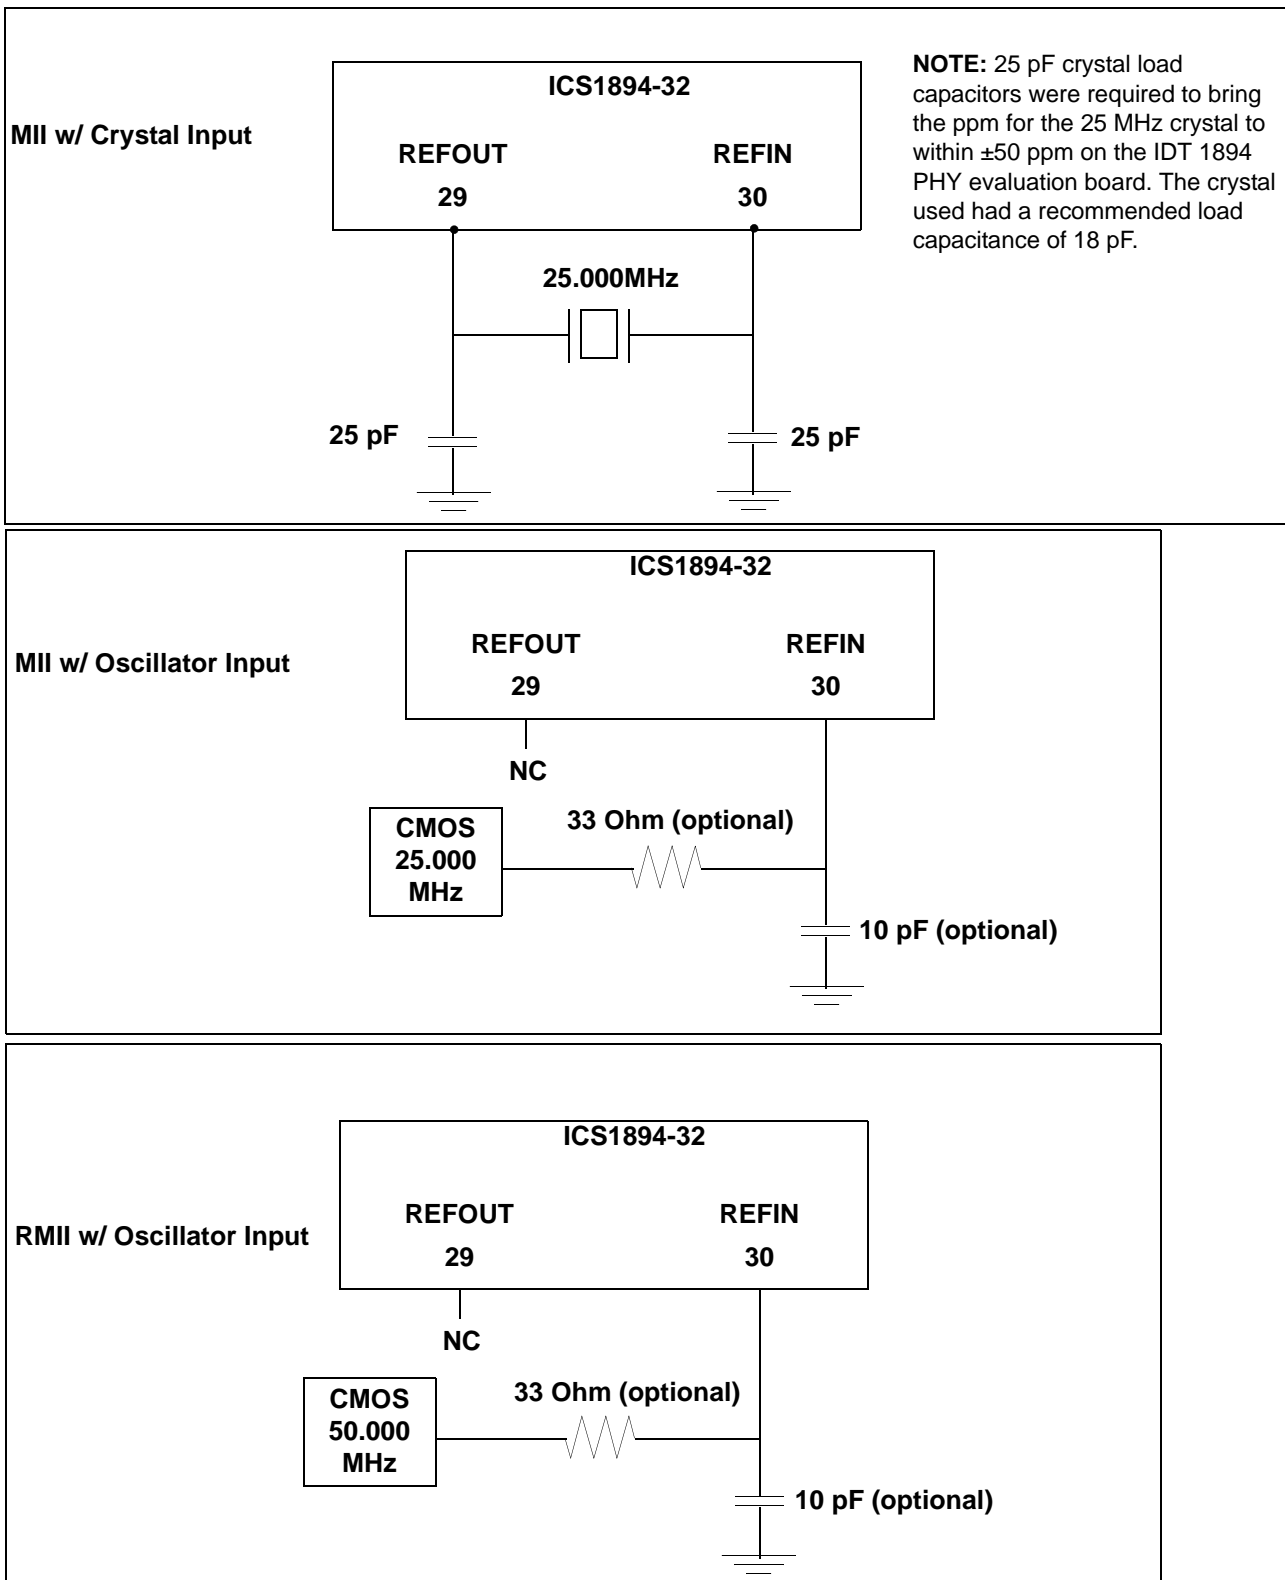 ICS1894-32
MII w/ Crystal Input
REFOUT
REFIN
29
30
25.000MHz
25 pF
25 pF
NOTE: 25 pF crystal load
capacitors were required to bring
the ppm for the 25 MHz crystal to
within ±50 ppm on the IDT 1894
PHY evaluation board. The crystal
used had a recommended load
capacitance of 18 pF.
ICS1894-32
MII w/ Oscillator Input
REFOUT
REFIN
29
30
NC
CMOS
25.000
MHz
33 Ohm (optional)
10 pF (optional)
ICS1894-32
RMII w/ Oscillator Input
REFOUT
REFIN
29
30
NC
CMOS
50.000
MHz
33 Ohm (optional)
10 pF (optional)